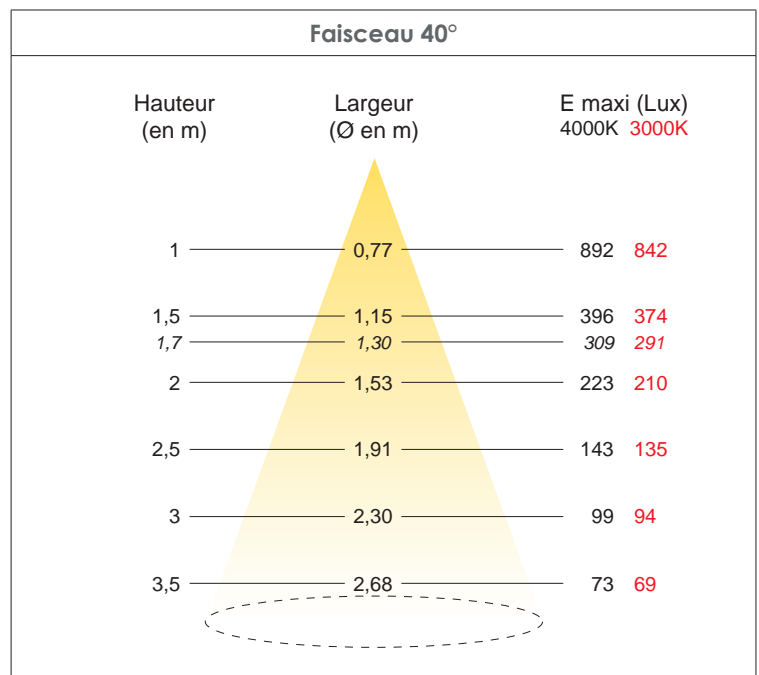 Faisceau 40°
Hauteur Largeur E maxi (Lux)
(en m) (Ø en m) 4000K 3000K
1 0,77 892 842
1,5 1,15 396 374
1,7 1,30 309 291
2 1,53 223 210
2,5 1,91 143 135
3 2,30 99 94
3,5 2,68 73 69